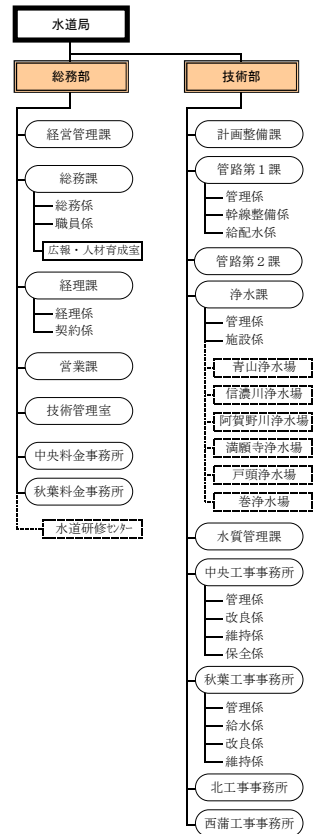 水道局
総務部
経営管理課
総務課
総務係
職員係
広報・人材育成室
経理課
経理係
契約係
営業課
技術管理室
中央料金事務所
秋葉料金事務所
水道研修ｾﾝﾀｰ
技術部
計画整備課
管路第１課
管理係
幹線整備係
給配水係
管路第２課
浄水課
管理係
施設係
青山浄水場
信濃川浄水場
阿賀野川浄水場
満願寺浄水場
戸頭浄水場
巻浄水場
水質管理課
中央工事事務所
管理係
改良係
維持係
保全係
秋葉工事事務所
管理係
給水係
改良係
維持係
北工事事務所
西蒲工事事務所